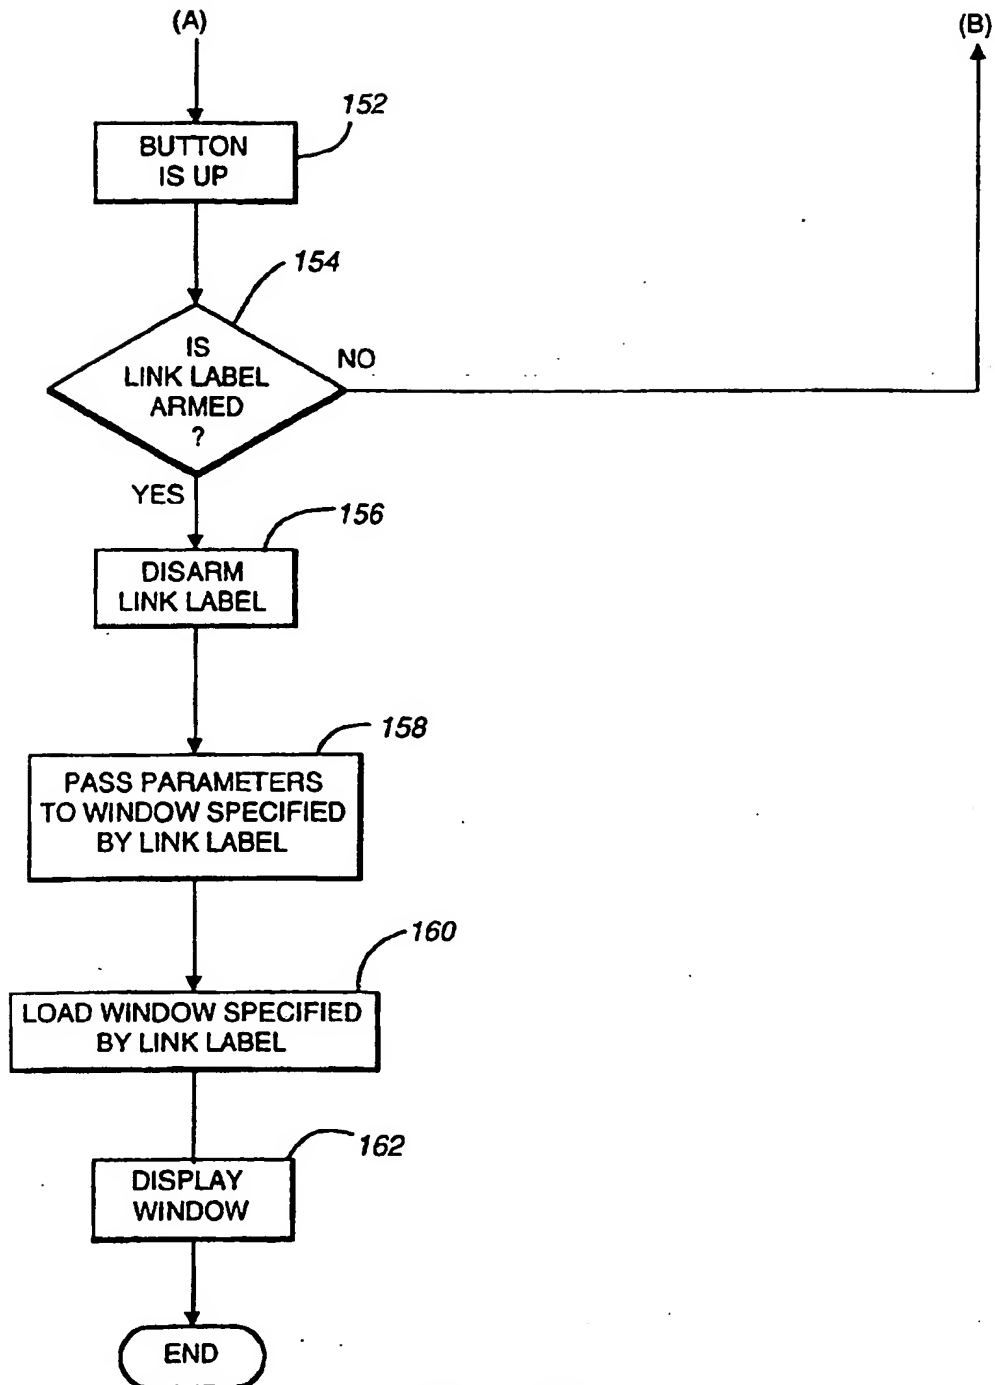 (A)
(B)
152
BUTTON
IS UP
154
IS
LINK LABEL
ARMED
?
NO
YES
156
DISARM
LINK LABEL
158
PASS PARAMETERS
TO WINDOW SPECIFIED
BY LINK LABEL
160
LOAD WINDOW SPECIFIED
BY LINK LABEL
162
DISPLAY
WINDOW
END